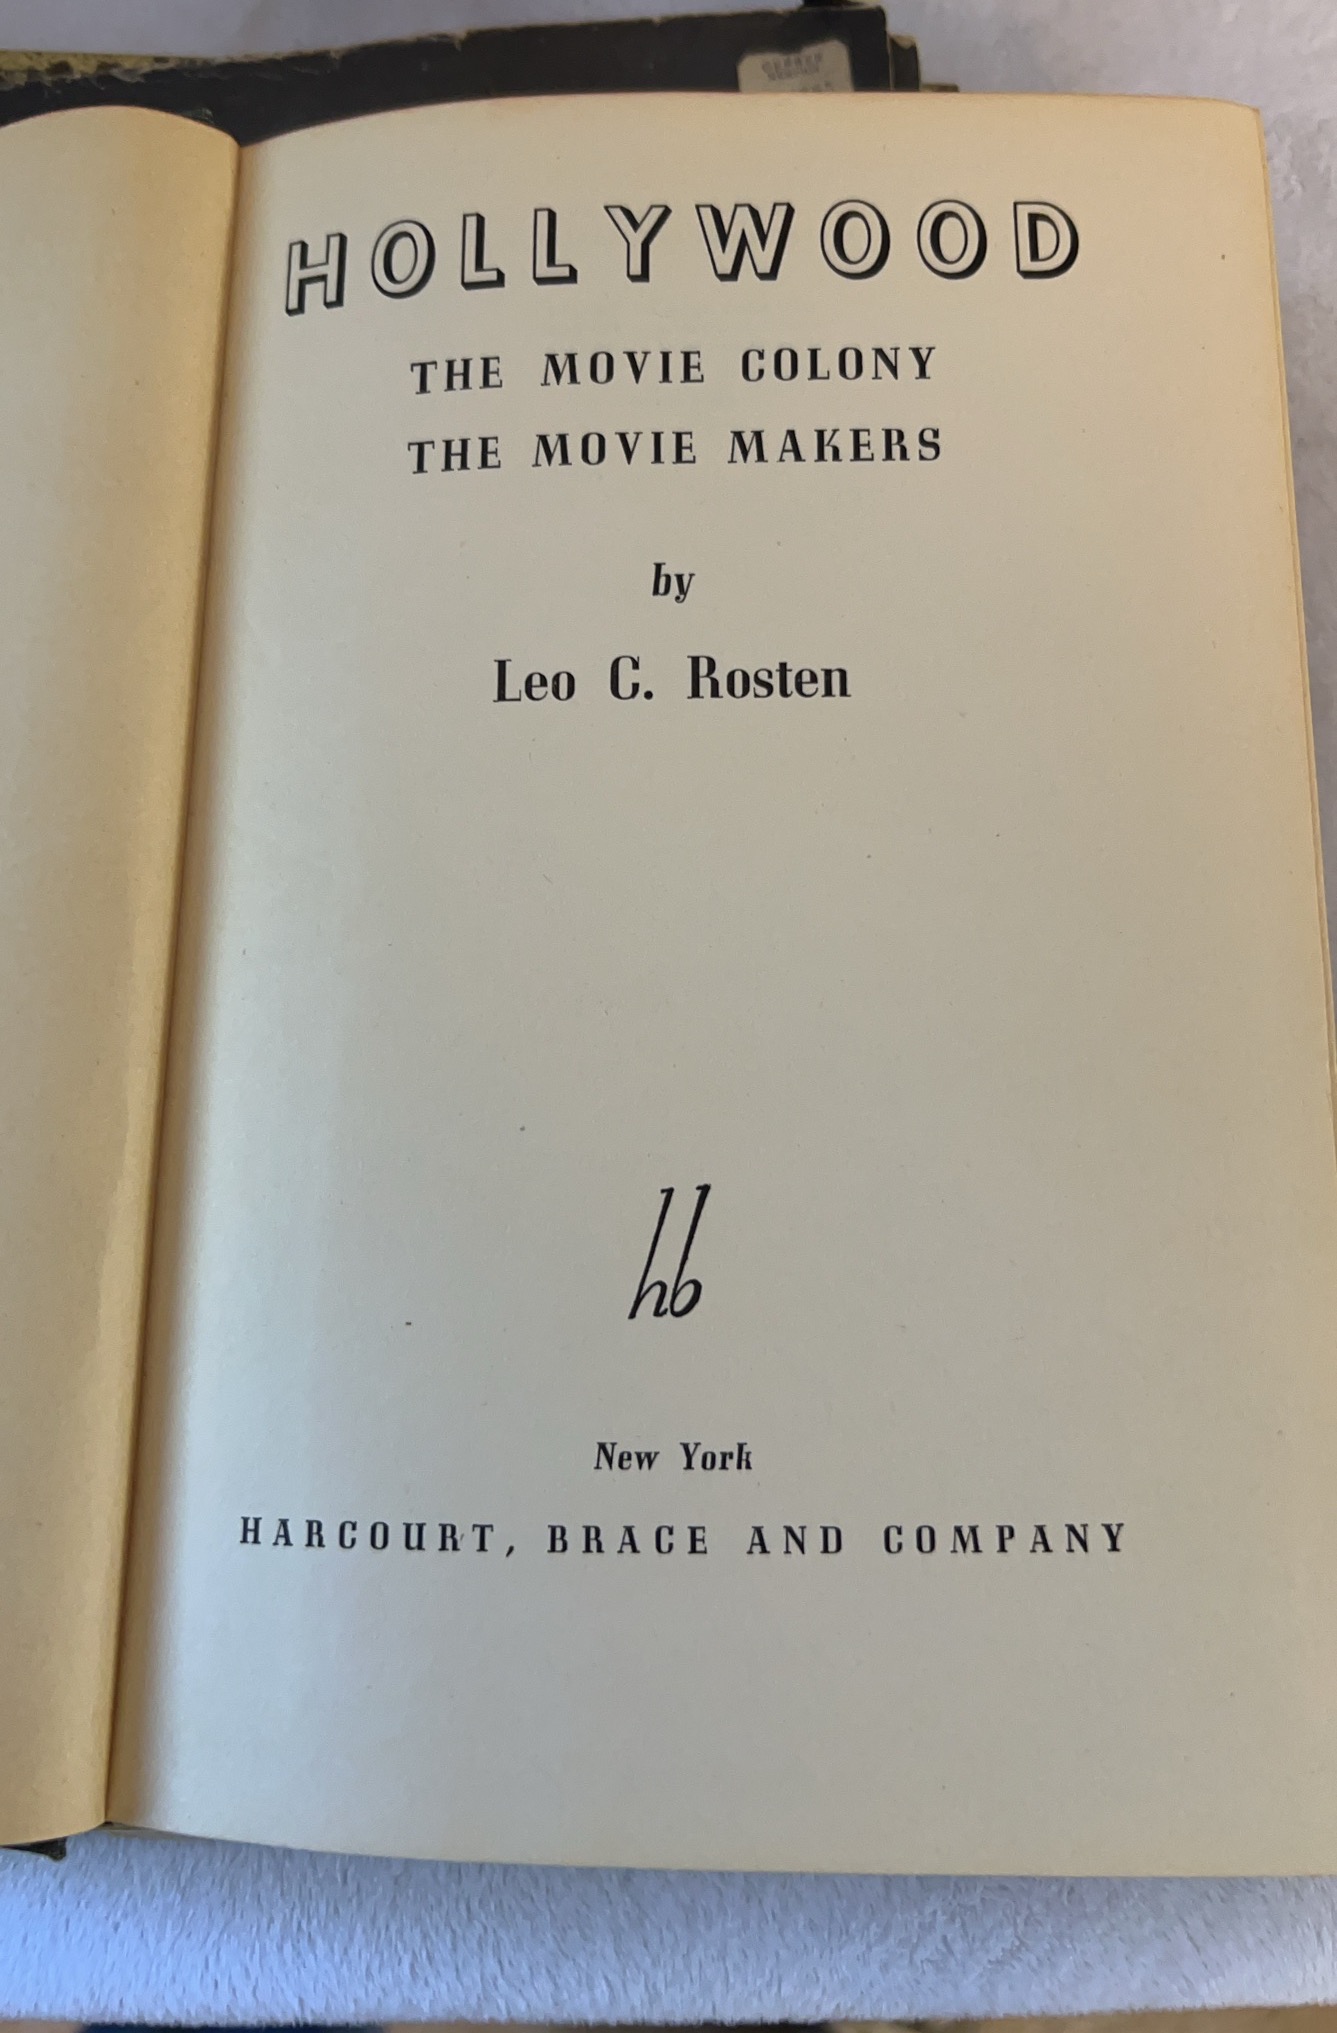 HOLLYWOOD
THE MOVIE COLONY
THE MOVIE MAKERS
by
Leo C. Rosten
hb
New York
HARCOURT, BRACE AND COMPANY